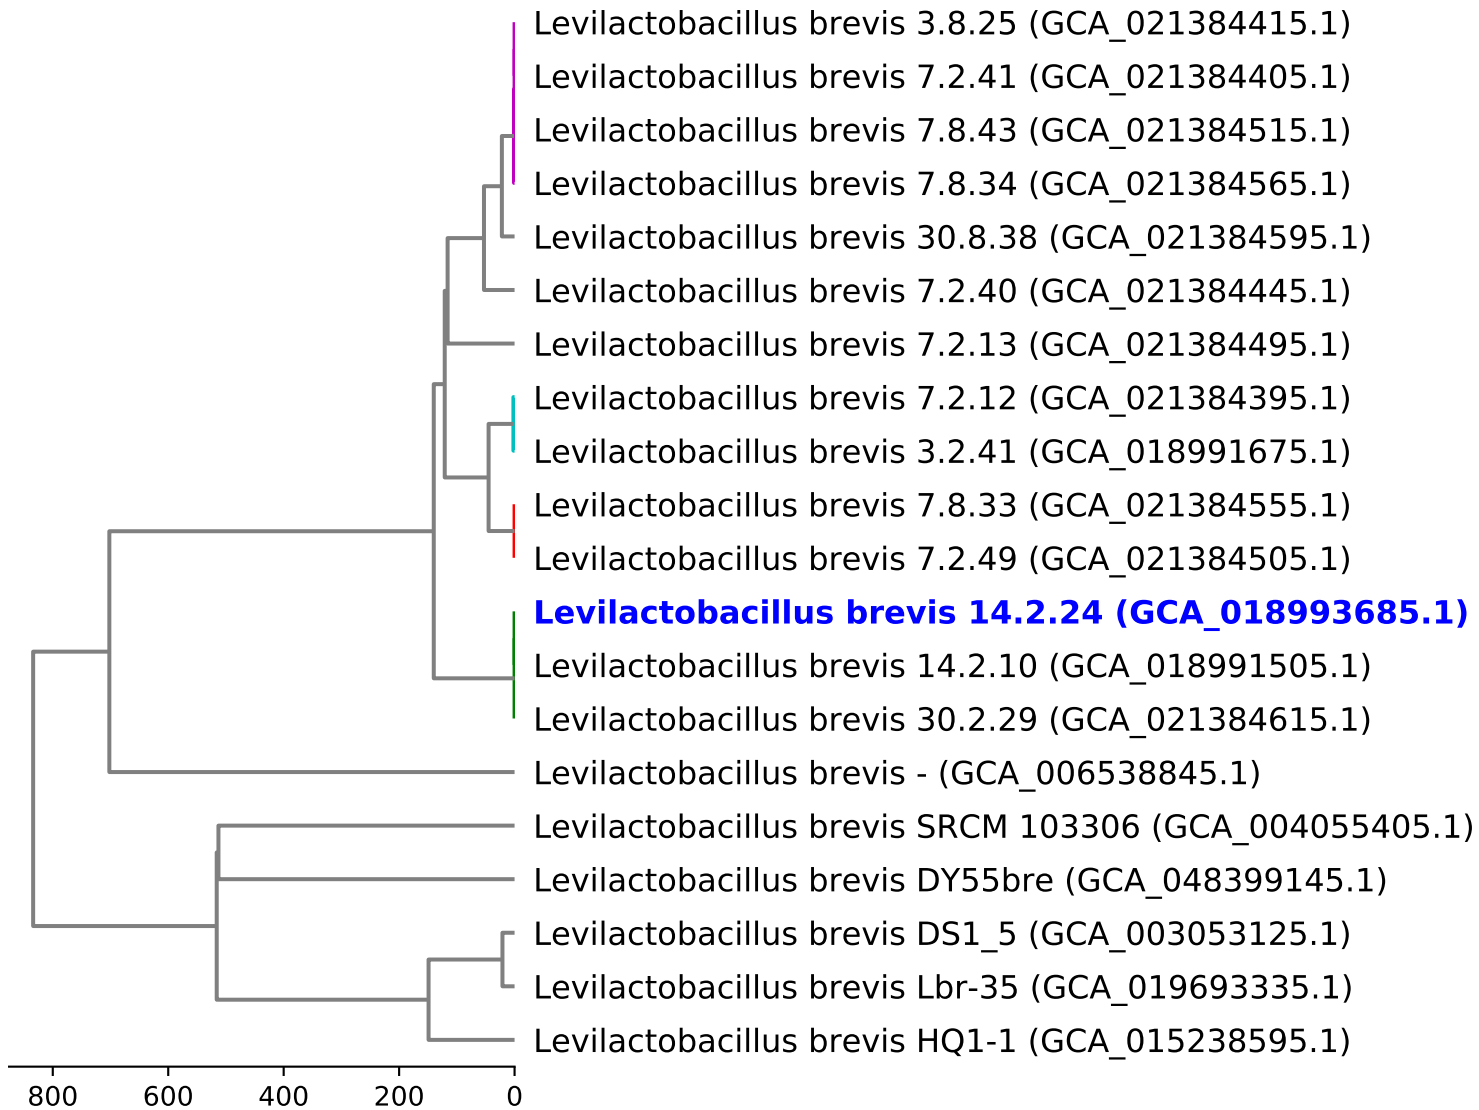 Levilactobacillus brevis 3.8.25 (GCA_021384415.1)
Levilactobacillus brevis 7.2.41 (GCA_021384405.1)
Levilactobacillus brevis 7.8.43 (GCA_021384515.1)
Levilactobacillus brevis 7.8.34 (GCA_021384565.1)
Levilactobacillus brevis 30.8.38 (GCA_021384595.1)
Levilactobacillus brevis 7.2.40 (GCA_021384445.1)
Levilactobacillus brevis 7.2.13 (GCA_021384495.1)
Levilactobacillus brevis 7.2.12 (GCA_021384395.1)
Levilactobacillus brevis 3.2.41 (GCA_018991675.1)
Levilactobacillus brevis 7.8.33 (GCA_021384555.1)
Levilactobacillus brevis 7.2.49 (GCA_021384505.1)
Levilactobacillus brevis 14.2.24 (GCA_018993685.1)
Levilactobacillus brevis 14.2.10 (GCA_018991505.1)
Levilactobacillus brevis 30.2.29 (GCA_021384615.1)
Levilactobacillus brevis - (GCA_006538845.1)
Levilactobacillus brevis SRCM 103306 (GCA_004055405.1)
Levilactobacillus brevis DY55bre (GCA_048399145.1)
Levilactobacillus brevis DS1_5 (GCA_003053125.1)
Levilactobacillus brevis Lbr-35 (GCA_019693335.1)
Levilactobacillus brevis HQ1-1 (GCA_015238595.1)
800 600 400 200 0